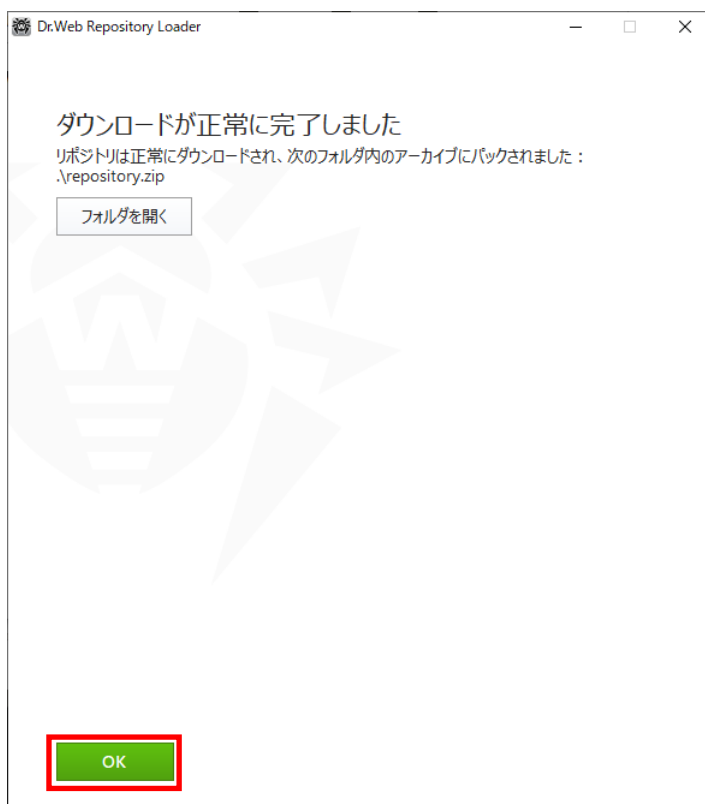 Dr.Web Repository Loader
ダウンロードが正常に完了しました
リポジトリは正常にダウンロードされ、次のフォルダ内のアーカイブにパックされました：
.\repository.zip
フォルダを開く
OK